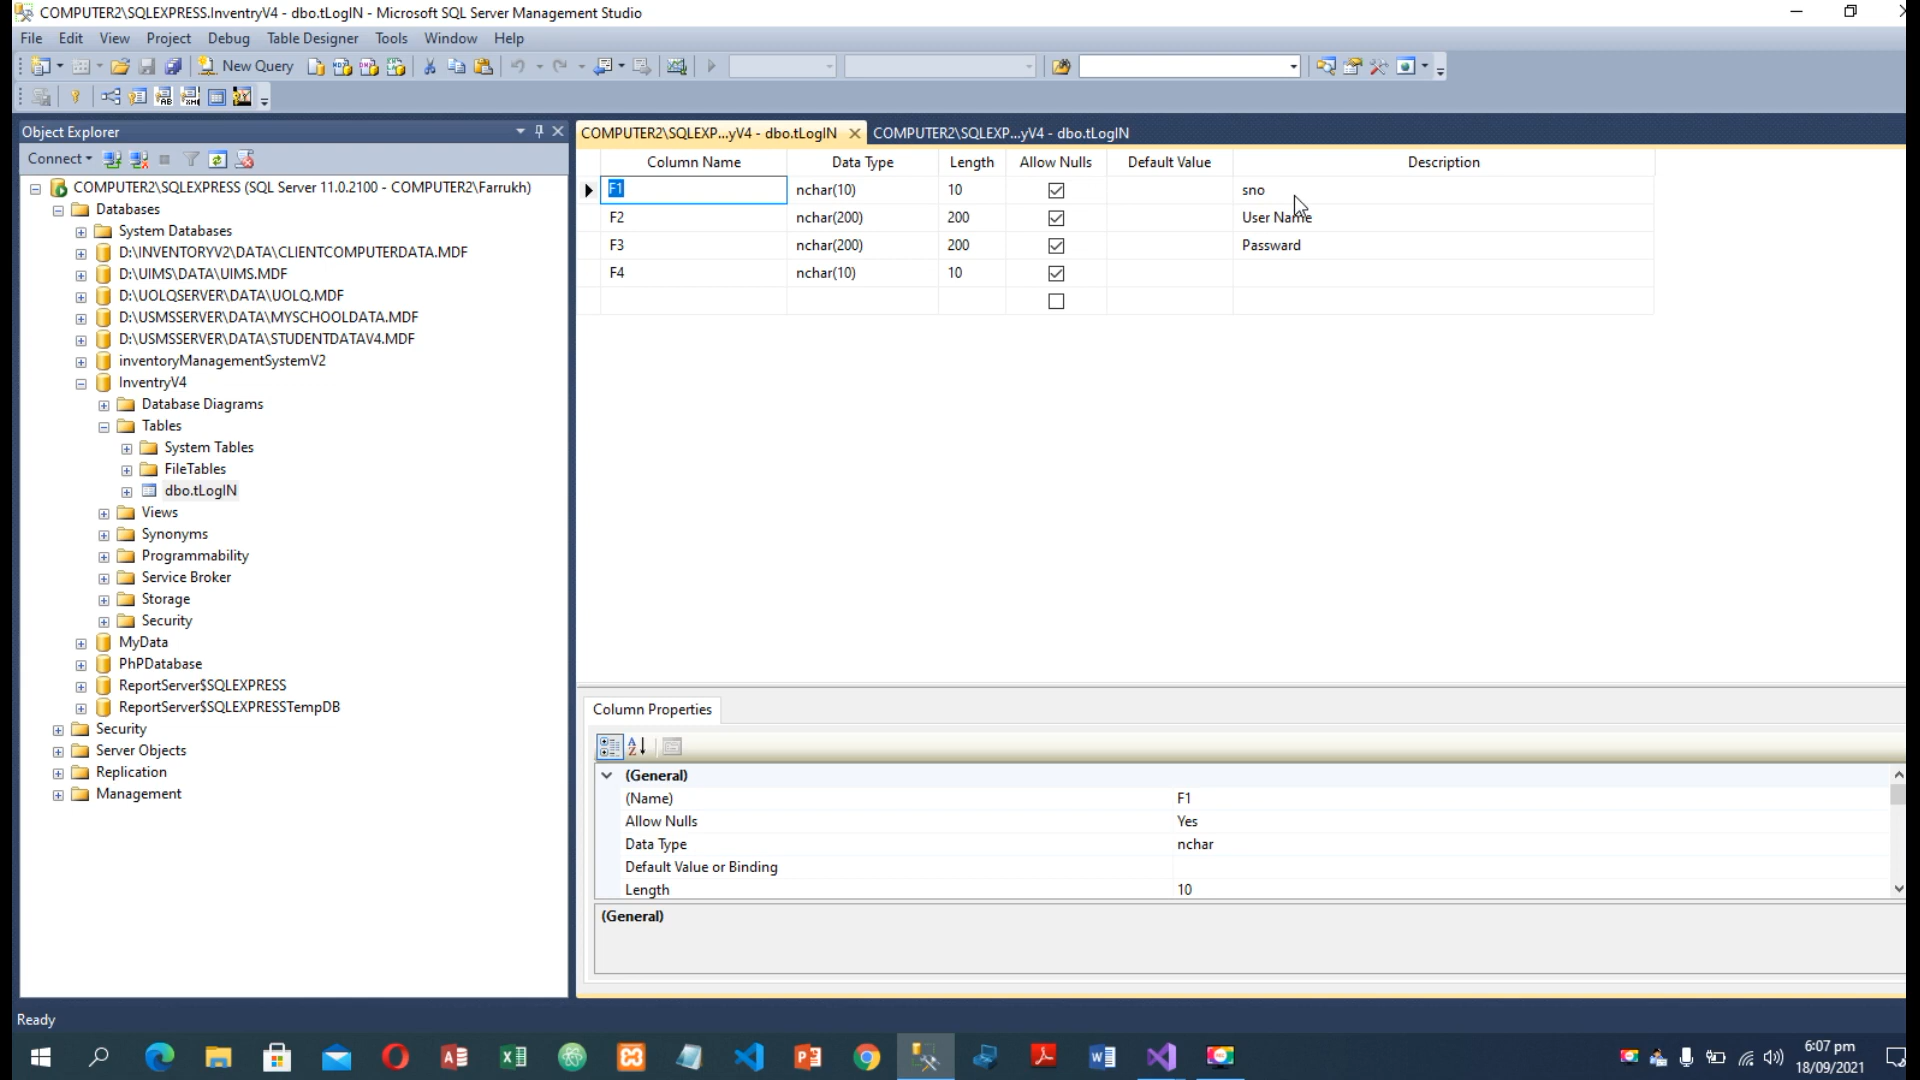 COMPUTER2\SQLEXPRESS.InventryV4 - dbo.tLogIN - Microsoft SQL Server Management Studio
File Edit View Project Debug Table Designer Tools Window Help
New Query
Object Explorer
Connect
COMPUTER2\SQLEXPRESS (SQL Server 11.0.2100 - COMPUTER2\Farrukh)
Databases
System Databases
D:\INVENTORYV2\DATA\CLIENTCOMPUTERDATA.MDF
D:\UIMS\DATA\UIMS.MDF
D:\UOLQSERVER\DATA\UOLQ.MDF
D:\USMSSERVER\DATA\MYSCHOOLDATA.MDF
D:\USMSSERVER\DATA\STUDENTDATAV4.MDF
inventoryManagementSystemV2
InventryV4
Database Diagrams
Tables
System Tables
FileTables
dbo.tLogIN
Views
Synonyms
Programmability
Service Broker
Storage
Security
MyData
PhPDatabase
ReportServer$SQLEXPRESS
ReportServer$SQLEXPRESSTempDB
Security
Server Objects
Replication
Management
COMPUTER2\SQLEXP...yV4 - dbo.tLogIN COMPUTER2\SQLEXP...yV4 - dbo.tLogIN
Column Name Data Type Length Allow Nulls Default Value Description
F1 nchar(10) 10 sno
F2 nchar(200) 200 User Name
F3 nchar(200) 200 Passward
F4 nchar(10) 10
Column Properties
(General)
(Name) F1
Allow Nulls Yes
Data Type nchar
Default Value or Binding
Length 10
(General)
Ready
6:07 pm
18/09/2021